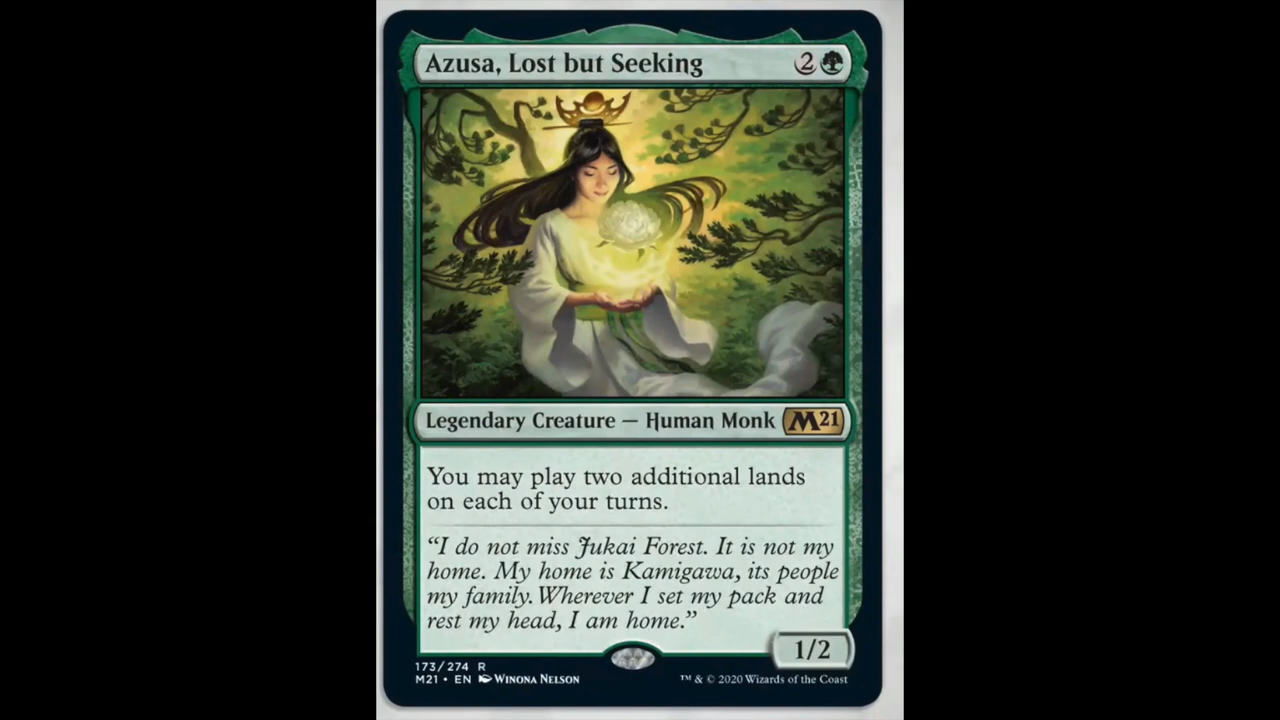 Azusa, Lost but Seeking 2
Legendary Creature — Human Monk M21
You may play two additional lands
on each of your turns.
“I do not miss Jukai Forest. It is not my
home. My home is Kamigawa, its people
my family. Wherever I set my pack and
rest my head, I am home.”
1/2
173/274 R
M21 • EN Winona Nelson ™ & © 2020 Wizards of the Coast